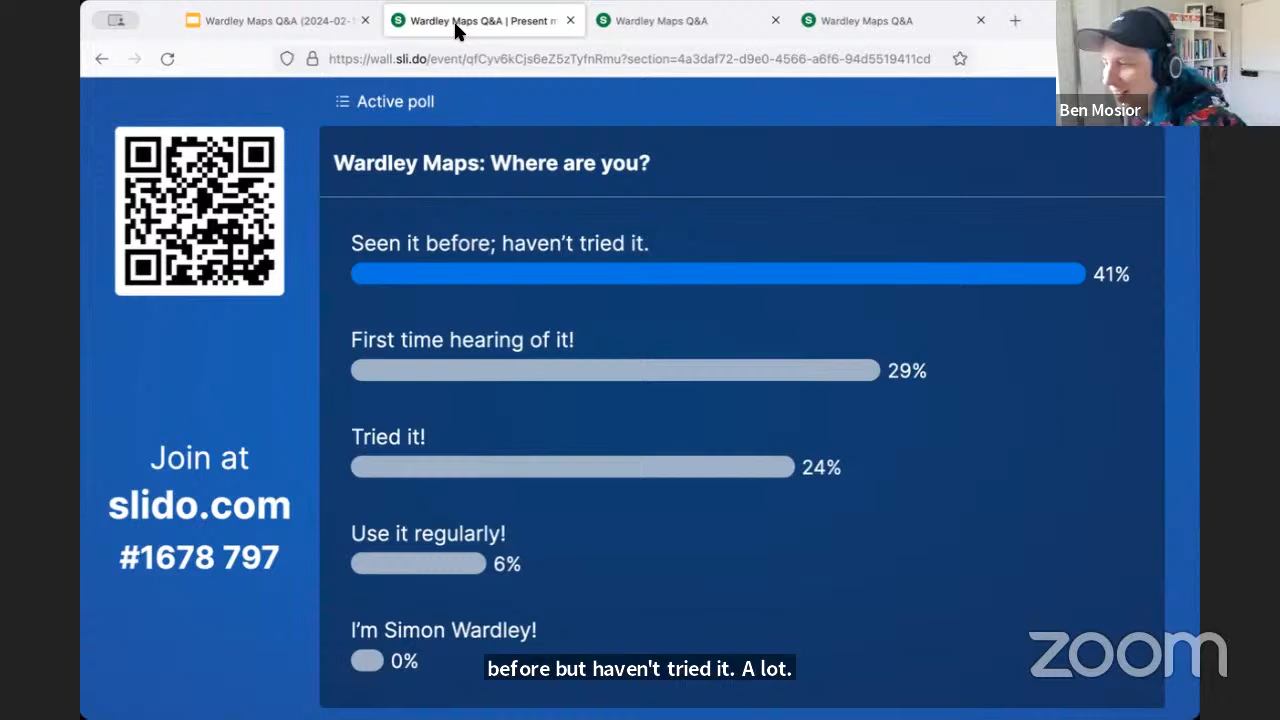 Wardley Maps Q&A (2024-02-
Wardley Maps Q&A | Present m
Wardley Maps Q&A
Wardley Maps Q&A
https://wall.sli.do/event/qfCyv6kCjs6eZ5zTyfnRmu?section=4a3daf72-d9e0-4566-a6f6-94d5519411cd
Ben Mosior
Active poll
Wardley Maps: Where are you?
Seen it before; haven’t tried it.
41%
First time hearing of it!
29%
Tried it!
24%
Use it regularly!
6%
I’m Simon Wardley!
0%
Join at
slido.com
#1678 797
before but haven't tried it. A lot.
zoom